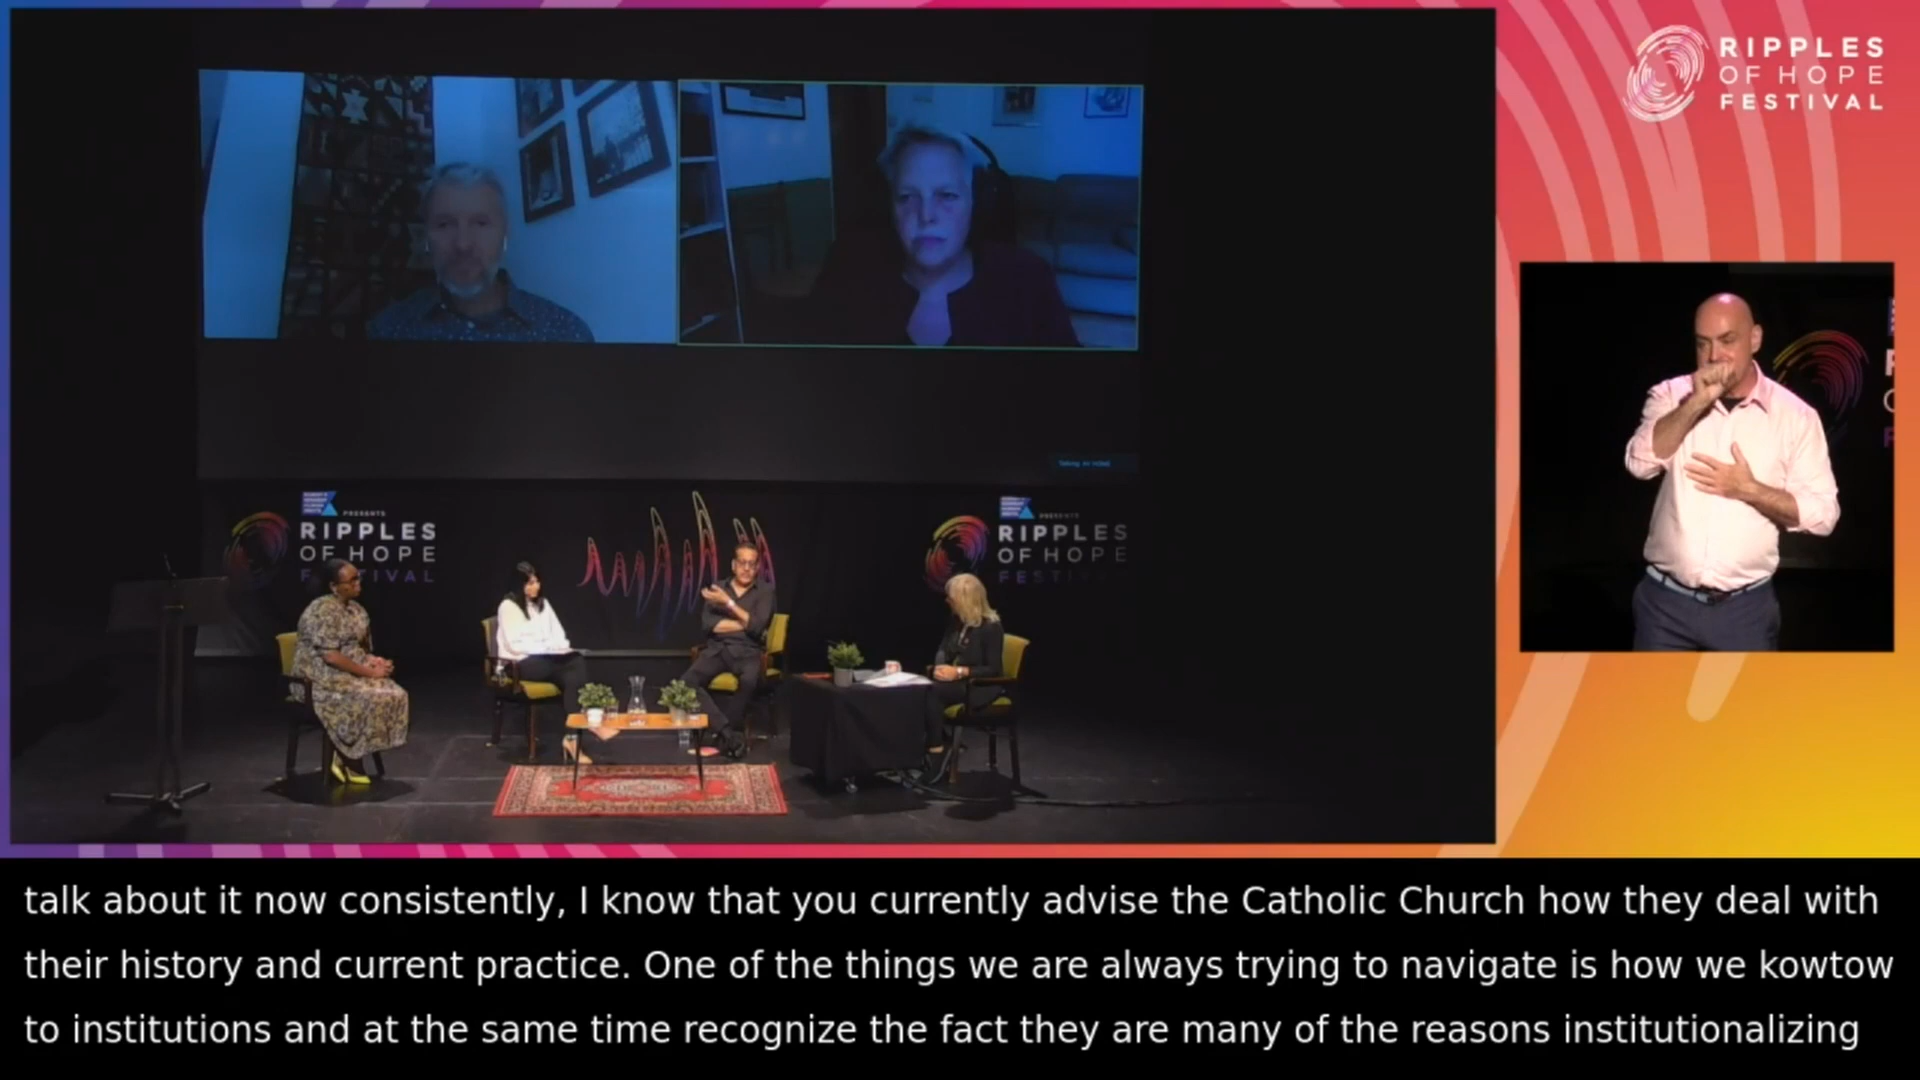 RIPPLES
OF HOPE
FESTIVAL
PRESENTS
RIPPLES
OF HOPE
FESTIVAL
PRESENTS
RIPPLES
OF HOPE
FESTIVAL
talk about it now consistently, I know that you currently advise the Catholic Church how they deal with
their history and current practice. One of the things we are always trying to navigate is how we kowtow
to institutions and at the same time recognize the fact they are many of the reasons institutionalizing